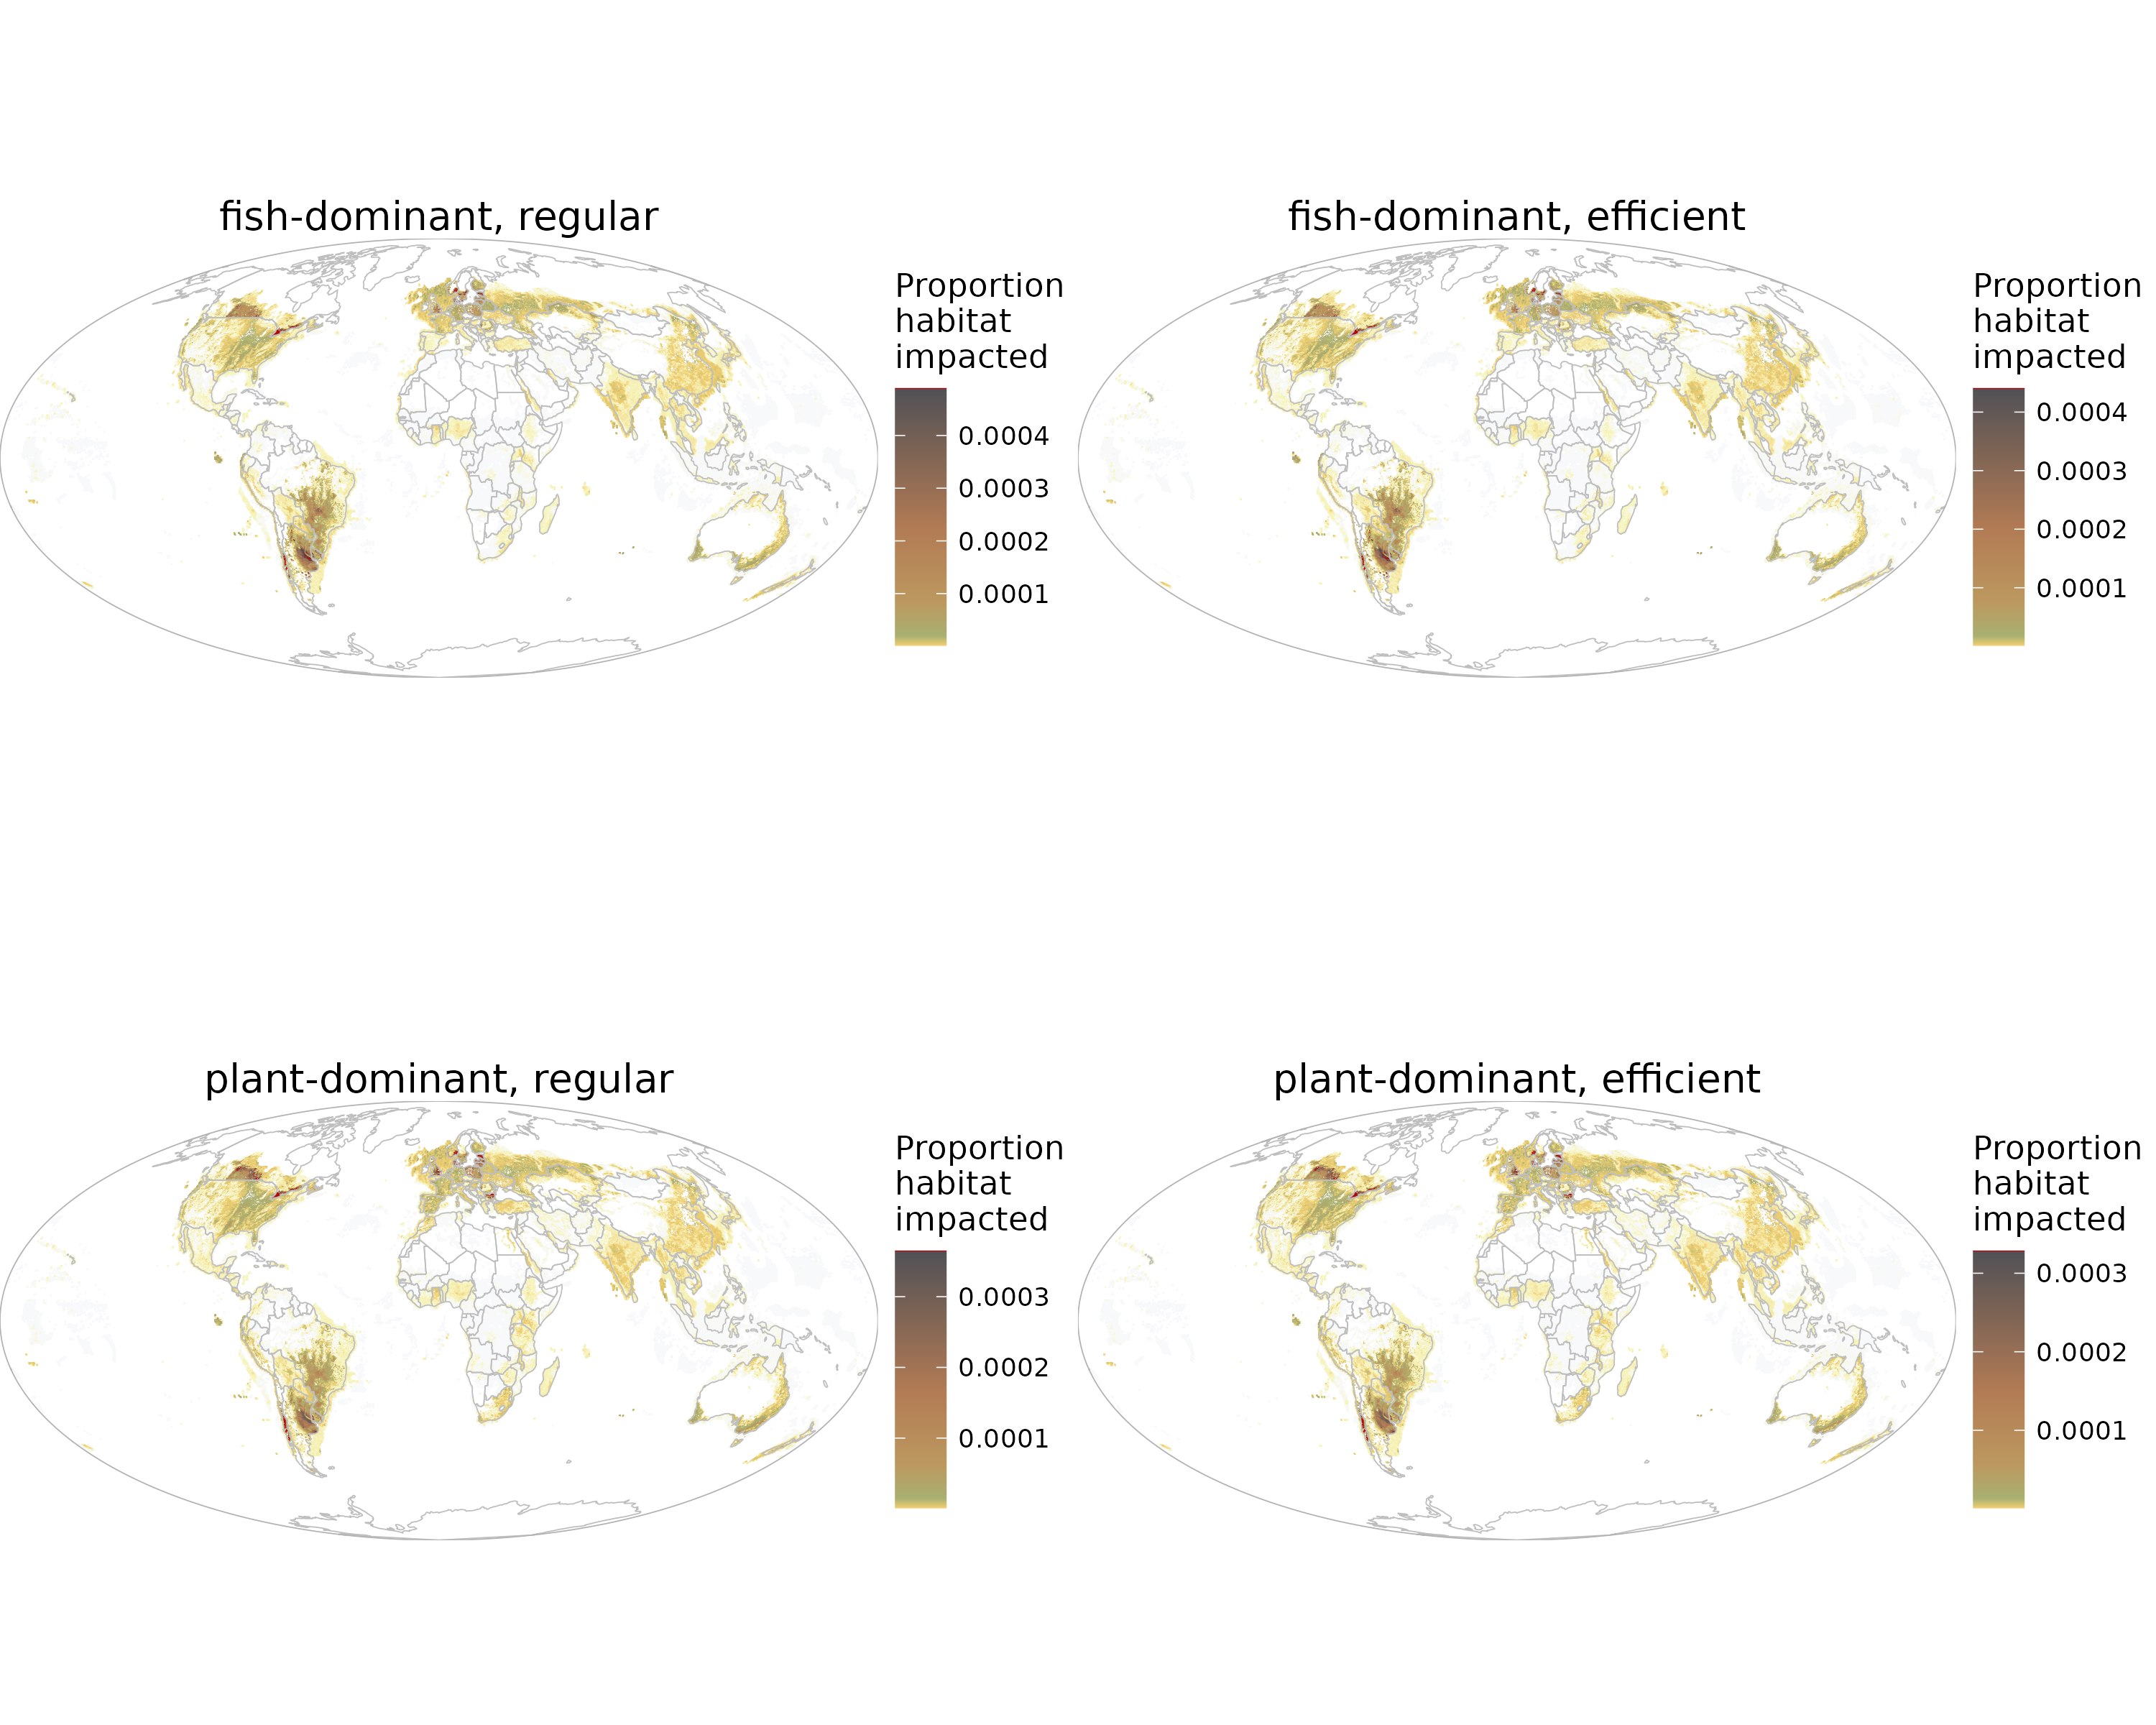 fish-dominant, regular
Proportion
habitat
impacted
0.0004
0.0003
0.0002
0.0001
fish-dominant, efficient
Proportion
habitat
impacted
0.0004
0.0003
0.0002
0.0001
plant-dominant, regular
Proportion
habitat
impacted
0.0003
0.0002
0.0001
plant-dominant, efficient
Proportion
habitat
impacted
0.0003
0.0002
0.0001